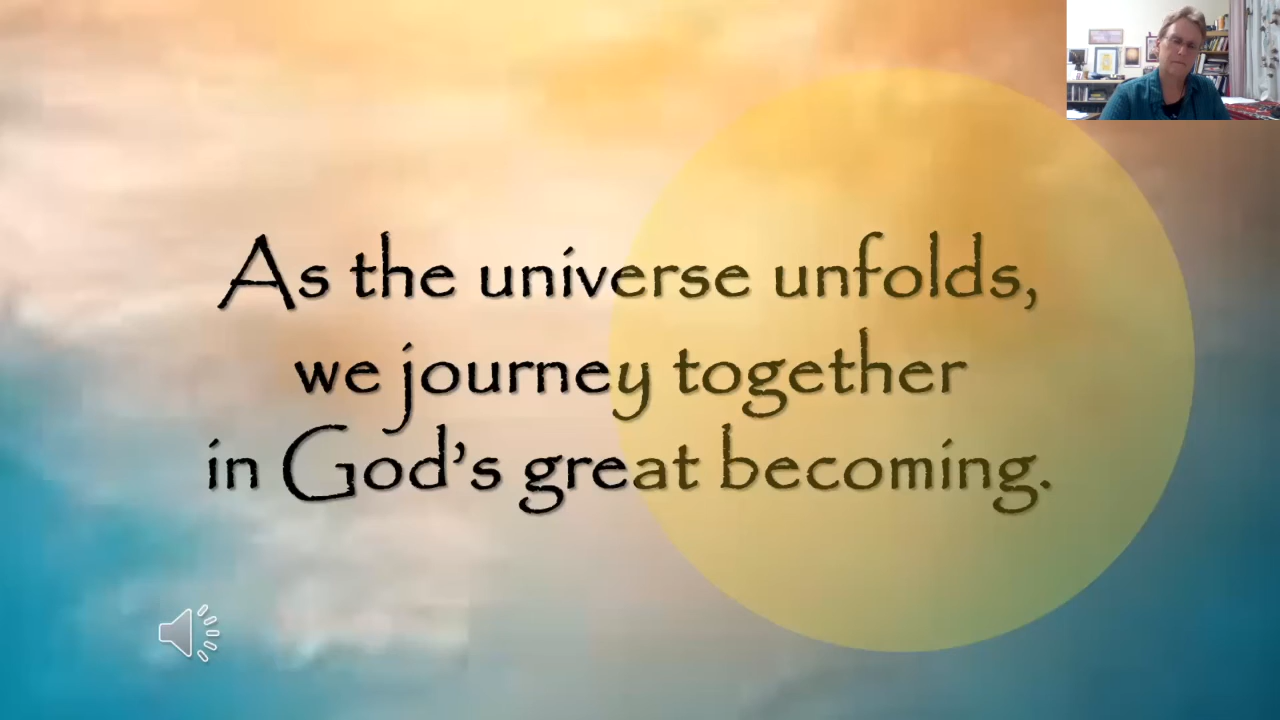 As the universe unfolds,
we journey together
in God’s great becoming.